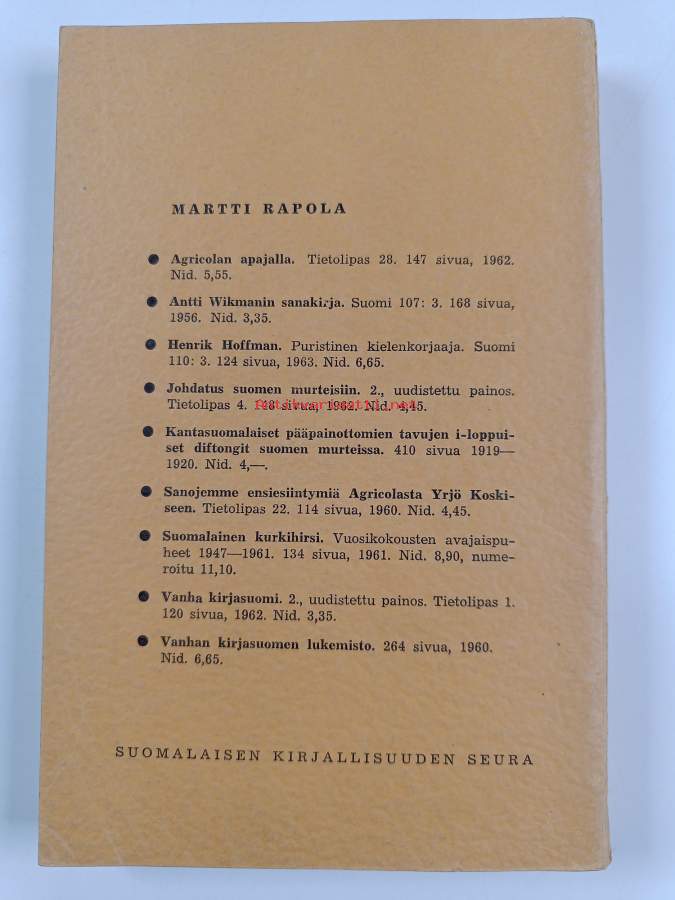 MARTTI RAPOLA
● Agricolan apajalla. Tietolipas 28. 147 sivua, 1962.
Nid. 5,55.
● Antti Wikmanin sanakirja. Suomi 107: 3. 168 sivua,
1956. Nid. 3,35.
● Henrik Hoffman. Puristinen kielenkorjaaja. Suomi
110: 3. 124 sivua, 1963. Nid. 6,65.
● Johdatus suomen murteisiin. 2., uudistettu painos.
Tietolipas 4. 148 sivua, 1962. Nid. 4,45.
● Kantasuomalaiset pääpainottomien tavujen i-loppui-
set diftongit suomen murteissa. 410 sivua 1919—
1920. Nid. 4,—.
● Sanojemme ensiesiintymiä Agricolasta Yrjö Koski-
seen. Tietolipas 22. 114 sivua, 1960. Nid. 4,45.
● Suomalainen kurkihirsi. Vuosikokousten avajaispu-
heet 1947—1961. 134 sivua, 1961. Nid. 8,90, nume-
roitu 11,10.
● Vanha kirjasuomi. 2., uudistettu painos. Tietolipas 1.
120 sivua, 1962. Nid. 3,35.
● Vanhan kirjasuomen lukemisto. 264 sivua, 1960.
Nid. 6,65.
SUOMALAISEN KIRJALLISUUDEN SEURA